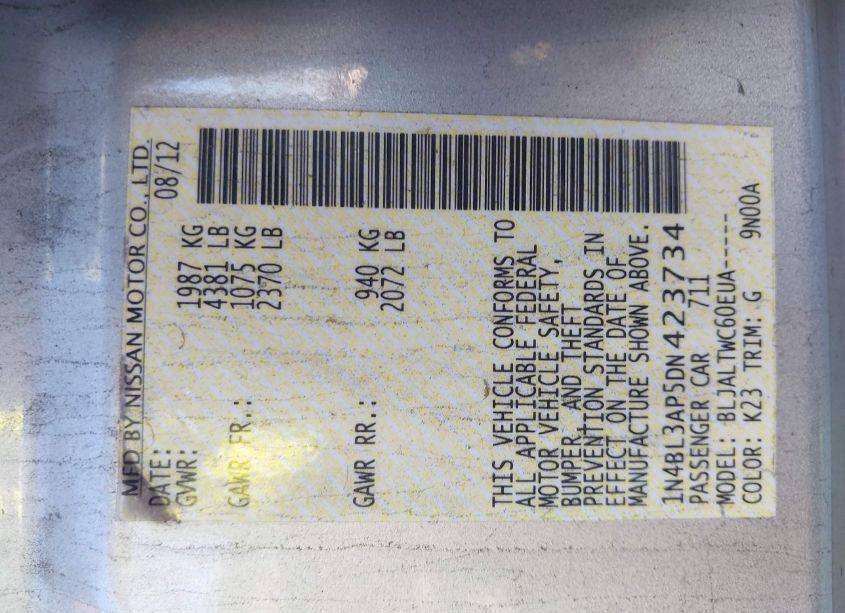 MFD BY NISSAN MOTOR CO., LTD.
DATE: 08/12
GVWR: 1987 KG
4381 LB
GAWR FR.: 1075 KG
2370 LB
GAWR RR.: 940 KG
2072 LB
THIS VEHICLE CONFORMS TO
ALL APPLICABLE FEDERAL
MOTOR VEHICLE SAFETY,
BUMPER, AND THEFT
PREVENTION STANDARDS IN
EFFECT ON THE DATE OF
MANUFACTURE SHOWN ABOVE.
1N4BL3AP5DN423734
PASSENGER CAR 711
MODEL: BLJALTWC60EUA-----
COLOR: K23 TRIM: G 9N00A